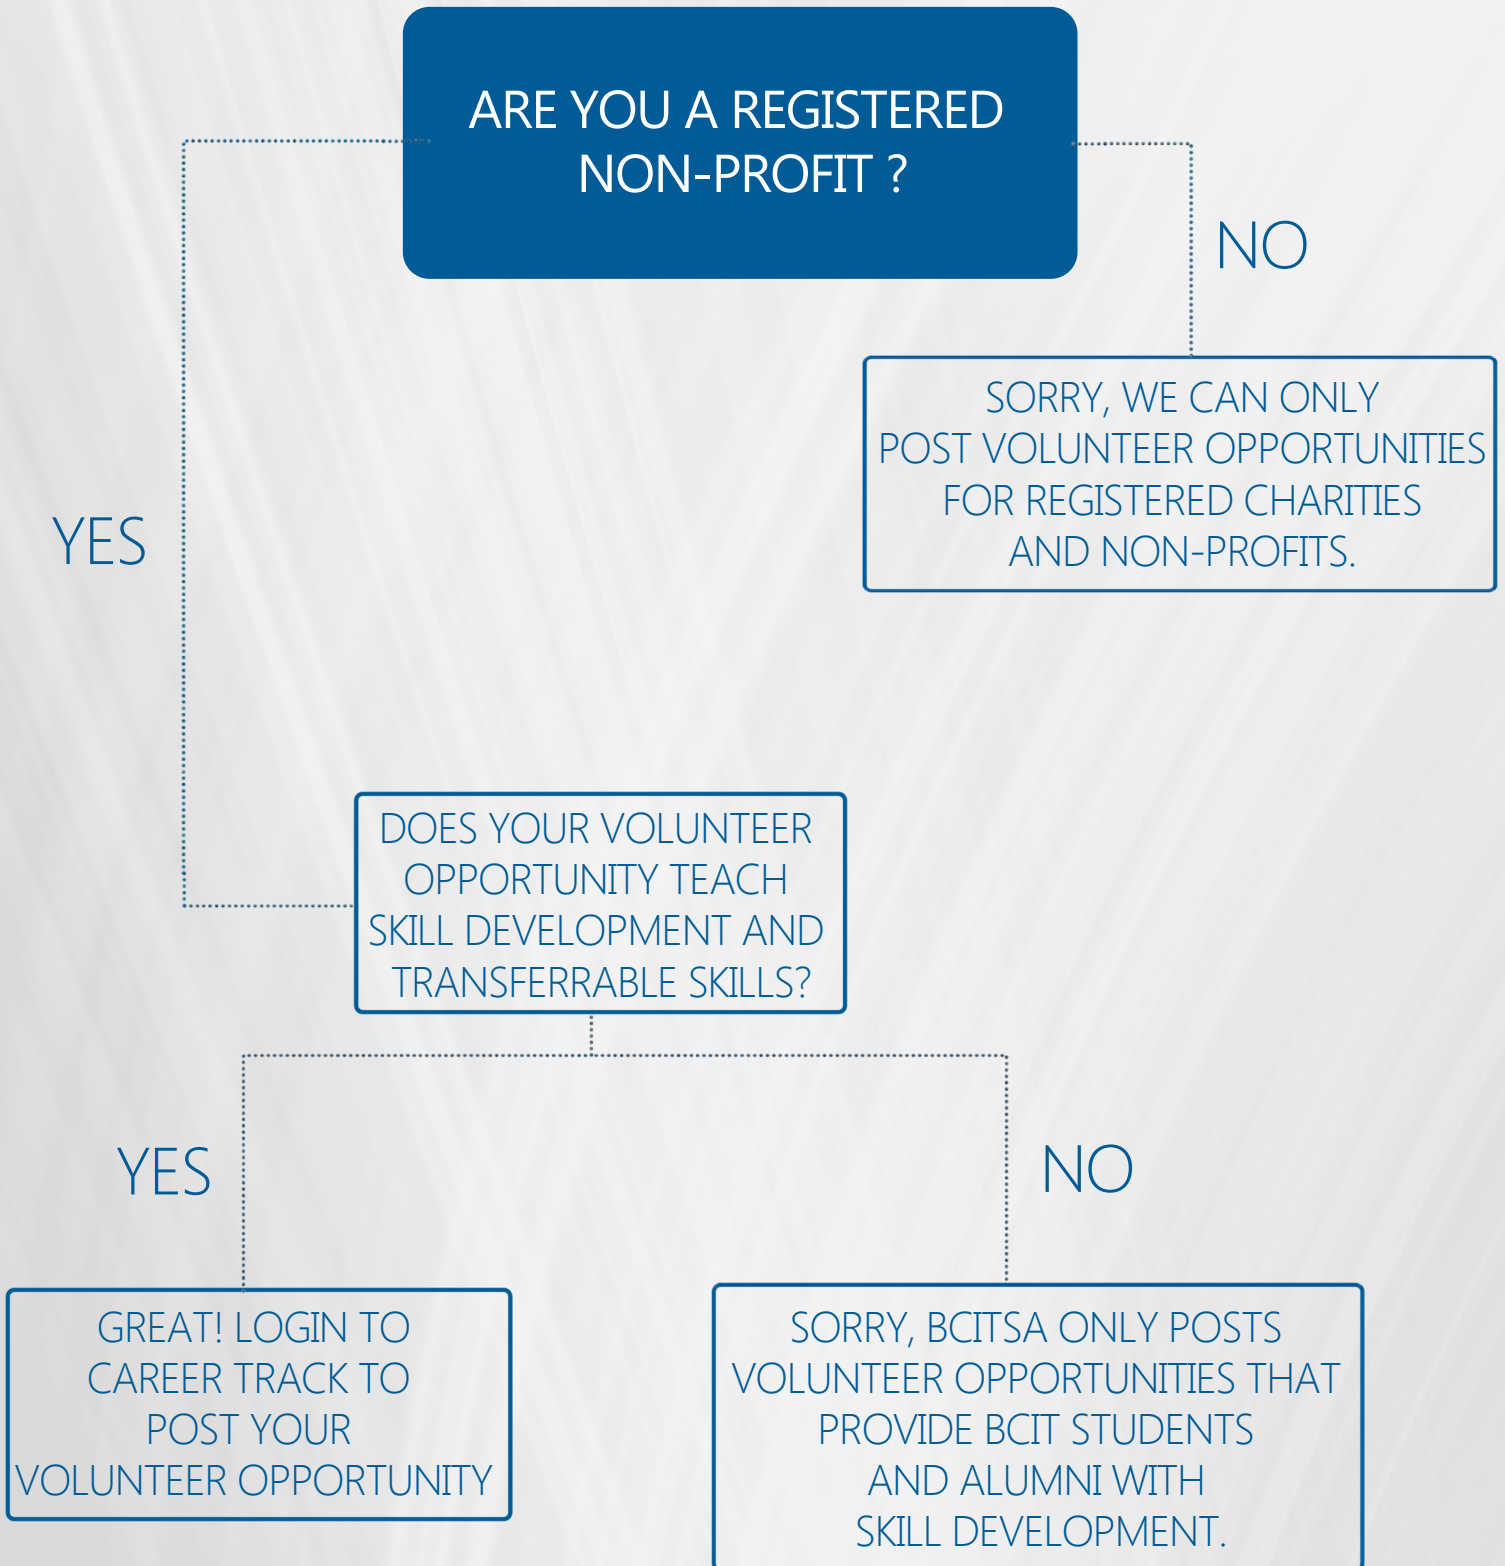 ARE YOU A REGISTERED
NON-PROFIT ?
NO
SORRY, WE CAN ONLY
POST VOLUNTEER OPPORTUNITIES
FOR REGISTERED CHARITIES
AND NON-PROFITS.
YES
DOES YOUR VOLUNTEER
OPPORTUNITY TEACH
SKILL DEVELOPMENT AND
TRANSFERRABLE SKILLS?
YES
NO
GREAT! LOGIN TO
CAREER TRACK TO
POST YOUR
VOLUNTEER OPPORTUNITY
SORRY, BCITSA ONLY POSTS
VOLUNTEER OPPORTUNITIES THAT
PROVIDE BCIT STUDENTS
AND ALUMNI WITH
SKILL DEVELOPMENT.